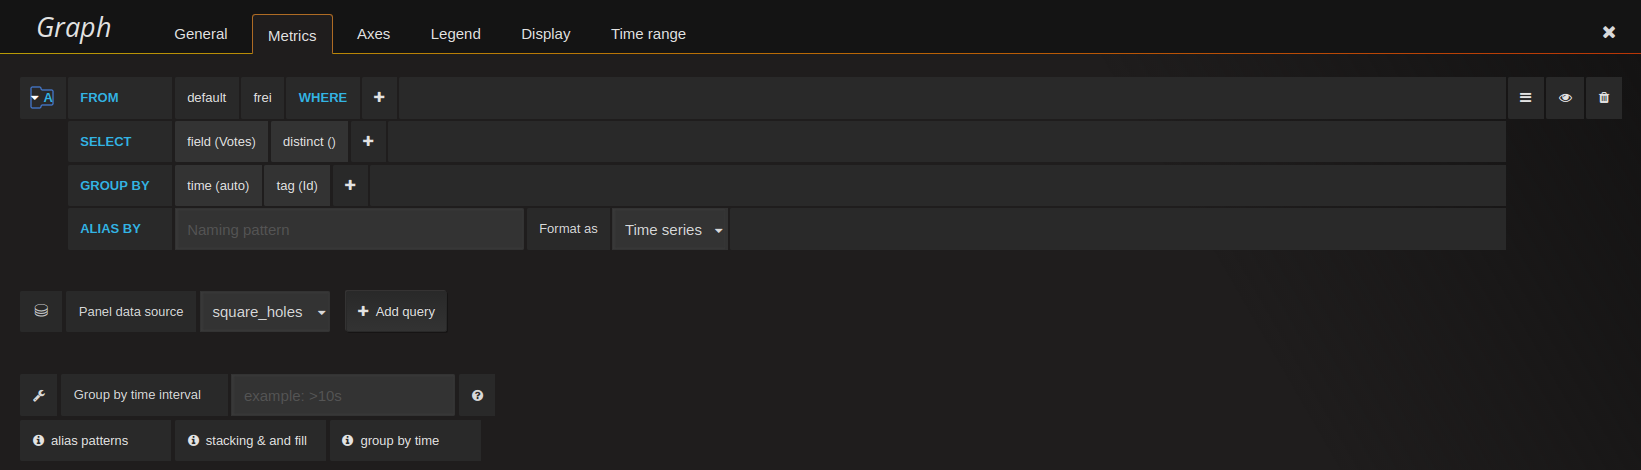 Graph General Metrics Axes Legend Display Time range
A FROM default frei WHERE
SELECT field (Votes) distinct ()
GROUP BY time (auto) tag (Id)
ALIAS BY Naming pattern Format as Time series
Panel data source square_holes Add query
Group by time interval example: >10s
alias patterns stacking & and fill group by time